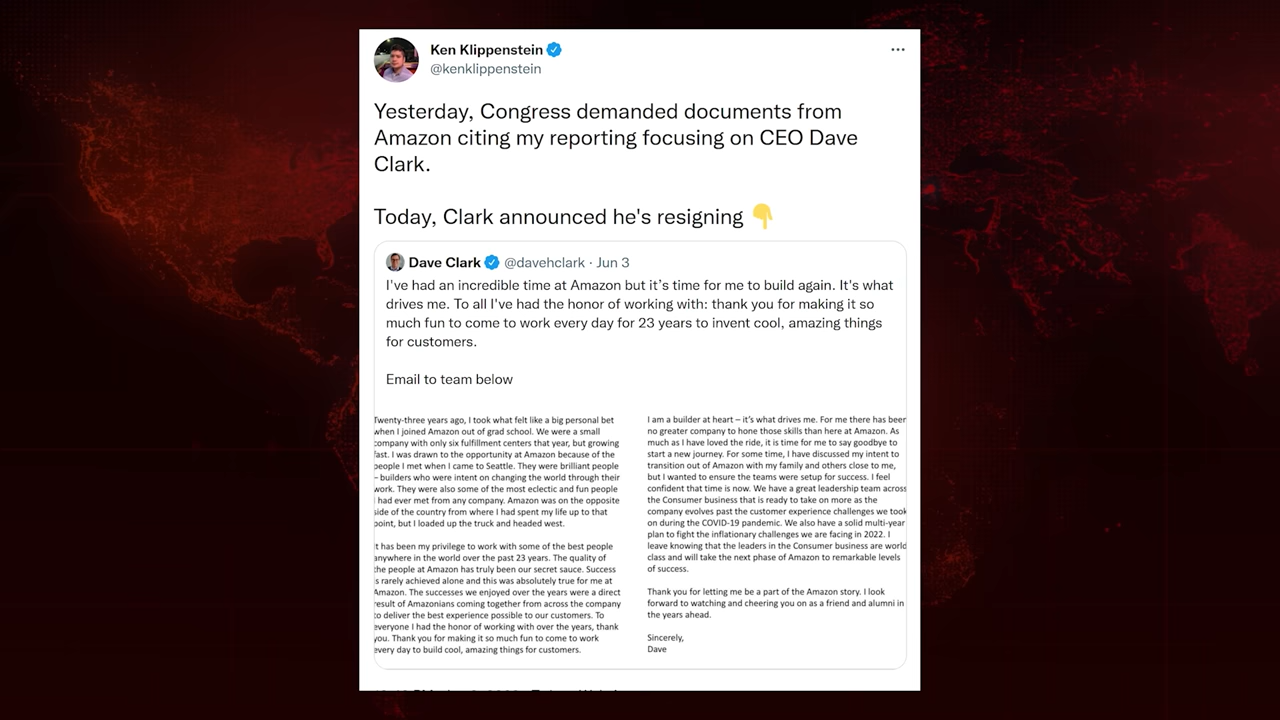 Ken Klippenstein
@kenklippenstein
Yesterday, Congress demanded documents from
Amazon citing my reporting focusing on CEO Dave
Clark.
Today, Clark announced he's resigning 👇
Dave Clark @davehclark · Jun 3
I've had an incredible time at Amazon but it's time for me to build again. It's what
drives me. To all I've had the honor of working with: thank you for making it so
much fun to come to work every day for 23 years to invent cool, amazing things
for customers.
Email to team below
Twenty-three years ago, I took what felt like a big personal bet
when I joined Amazon out of grad school. We were a small
company with only six fulfillment centers that year, but growing
fast. I was drawn to the opportunity at Amazon because of the
people I met when I came to Seattle. They were brilliant people
– builders who were intent on changing the world through their
work. They were also some of the most eclectic and fun people
I had ever met from any company. Amazon was on the opposite
side of the country from where I had spent my life up to that
point, but I loaded up the truck and headed west.
It has been my privilege to work with some of the best people
anywhere in the world over the past 23 years. The quality of
the people at Amazon has truly been our secret sauce. Success
is rarely achieved alone and this was absolutely true for me at
Amazon. The successes we enjoyed over the years were a direct
result of Amazonians coming together from across the company
to deliver the best experience possible to our customers. To
everyone I had the honor of working with over the years, thank
you. Thank you for making it so much fun to come to work
every day to build cool, amazing things for customers.
I am a builder at heart – it's what drives me. For me there has been
no greater company to hone those skills than here at Amazon. As
much as I have loved the ride, it is time for me to say goodbye to
start a new journey. For some time, I have discussed my intent to
transition out of Amazon with my family and others close to me,
but I wanted to ensure the teams were setup for success. I feel
confident that time is now. We have a great leadership team across
the Consumer business that is ready to take on more as the
company evolves past the customer experience challenges we took
on during the COVID-19 pandemic. We also have a solid multi-year
plan to fight the inflationary challenges we are facing in 2022. I
leave knowing that the leaders in the Consumer business are world
class and will take the next phase of Amazon to remarkable levels
of success.
Thank you for letting me be a part of the Amazon story. I look
forward to watching and cheering you on as a friend and alumni in
the years ahead.
Sincerely,
Dave